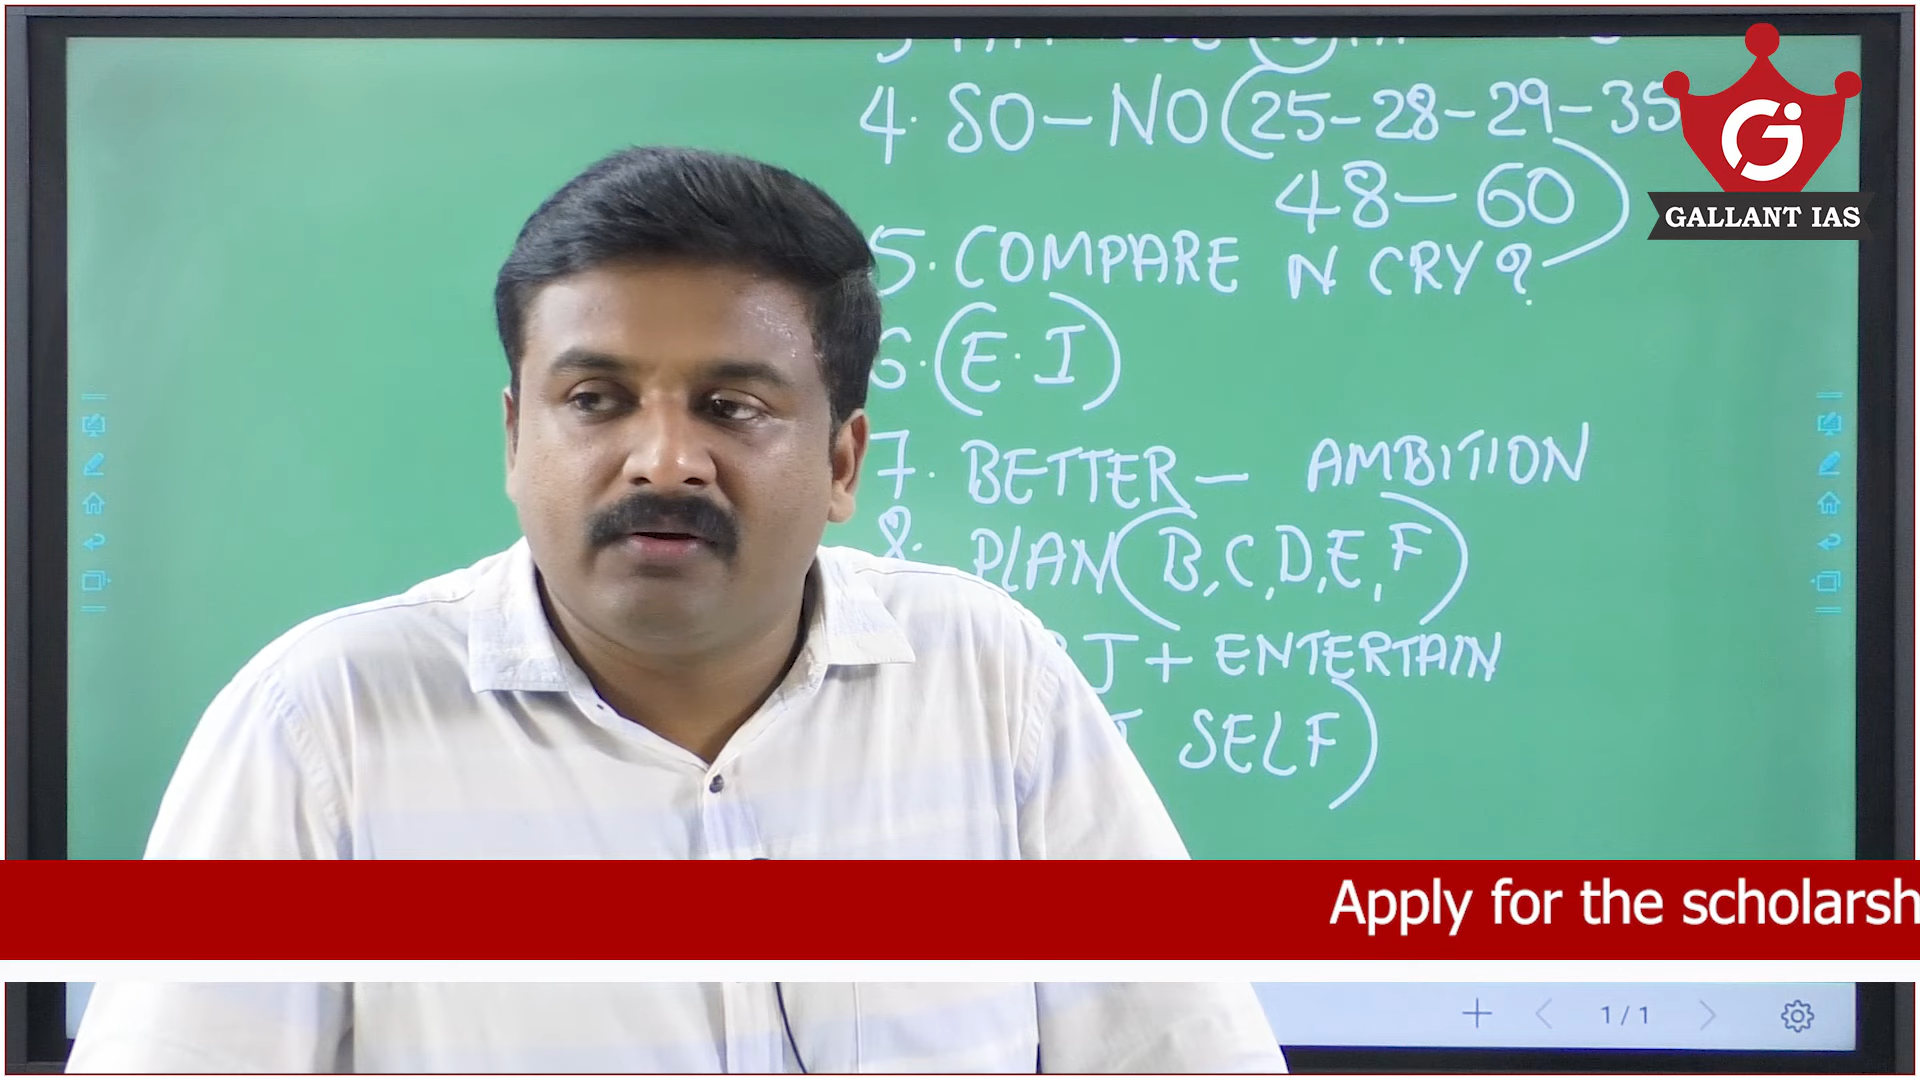 4. SO - NO (25-28-29-35
48-60)
5. COMPARE N CRY?
6. (E. I)
7. BETTER - AMBITION
8. PLAN (B, C, D, E, F)
J + ENTERTAIN
SELF)
GALLANT IAS
Apply for the scholarsh
1 / 1